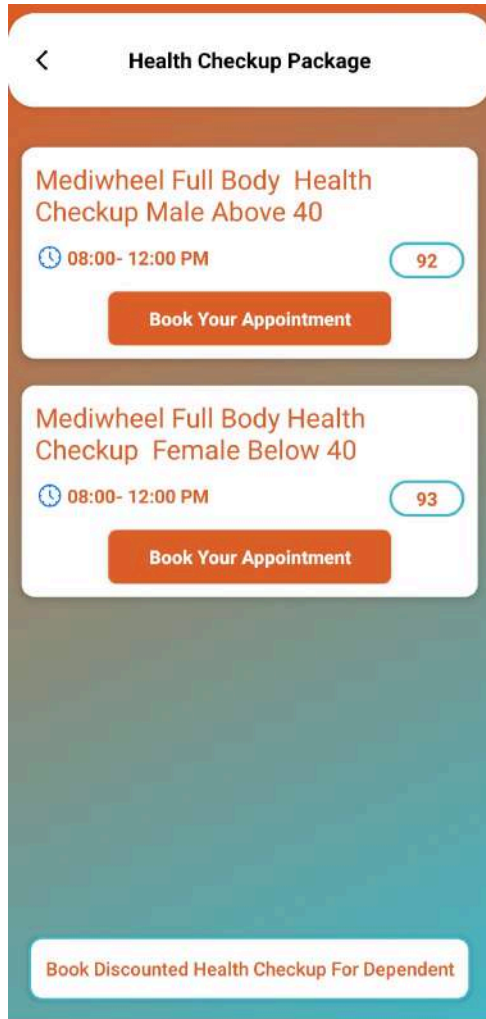 Health Checkup Package
Mediwheel Full Body  Health
Checkup Male Above 40
08:00- 12:00 PM
92
Book Your Appointment
Mediwheel Full Body Health
Checkup  Female Below 40
08:00- 12:00 PM
93
Book Your Appointment
Book Discounted Health Checkup For Dependent